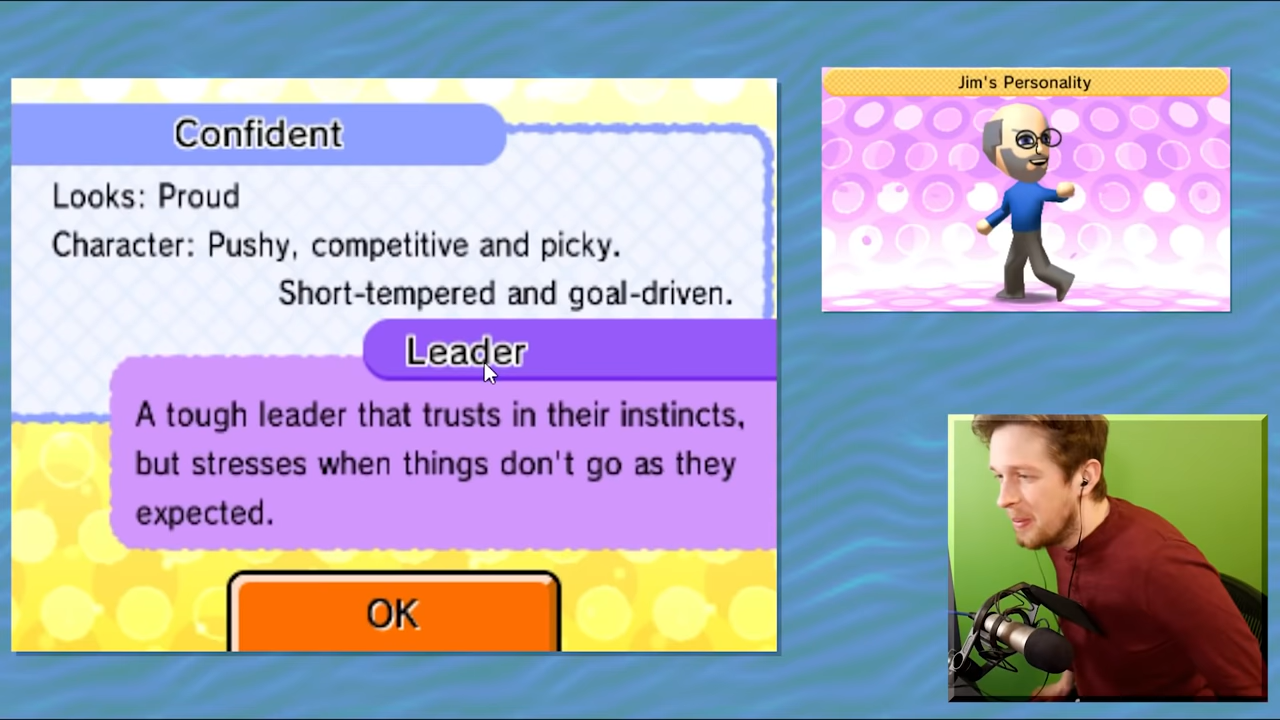 Confident
Looks: Proud
Character: Pushy, competitive and picky.
Short-tempered and goal-driven.
Leader
A tough leader that trusts in their instincts,
but stresses when things don't go as they
expected.
OK
Jim's Personality